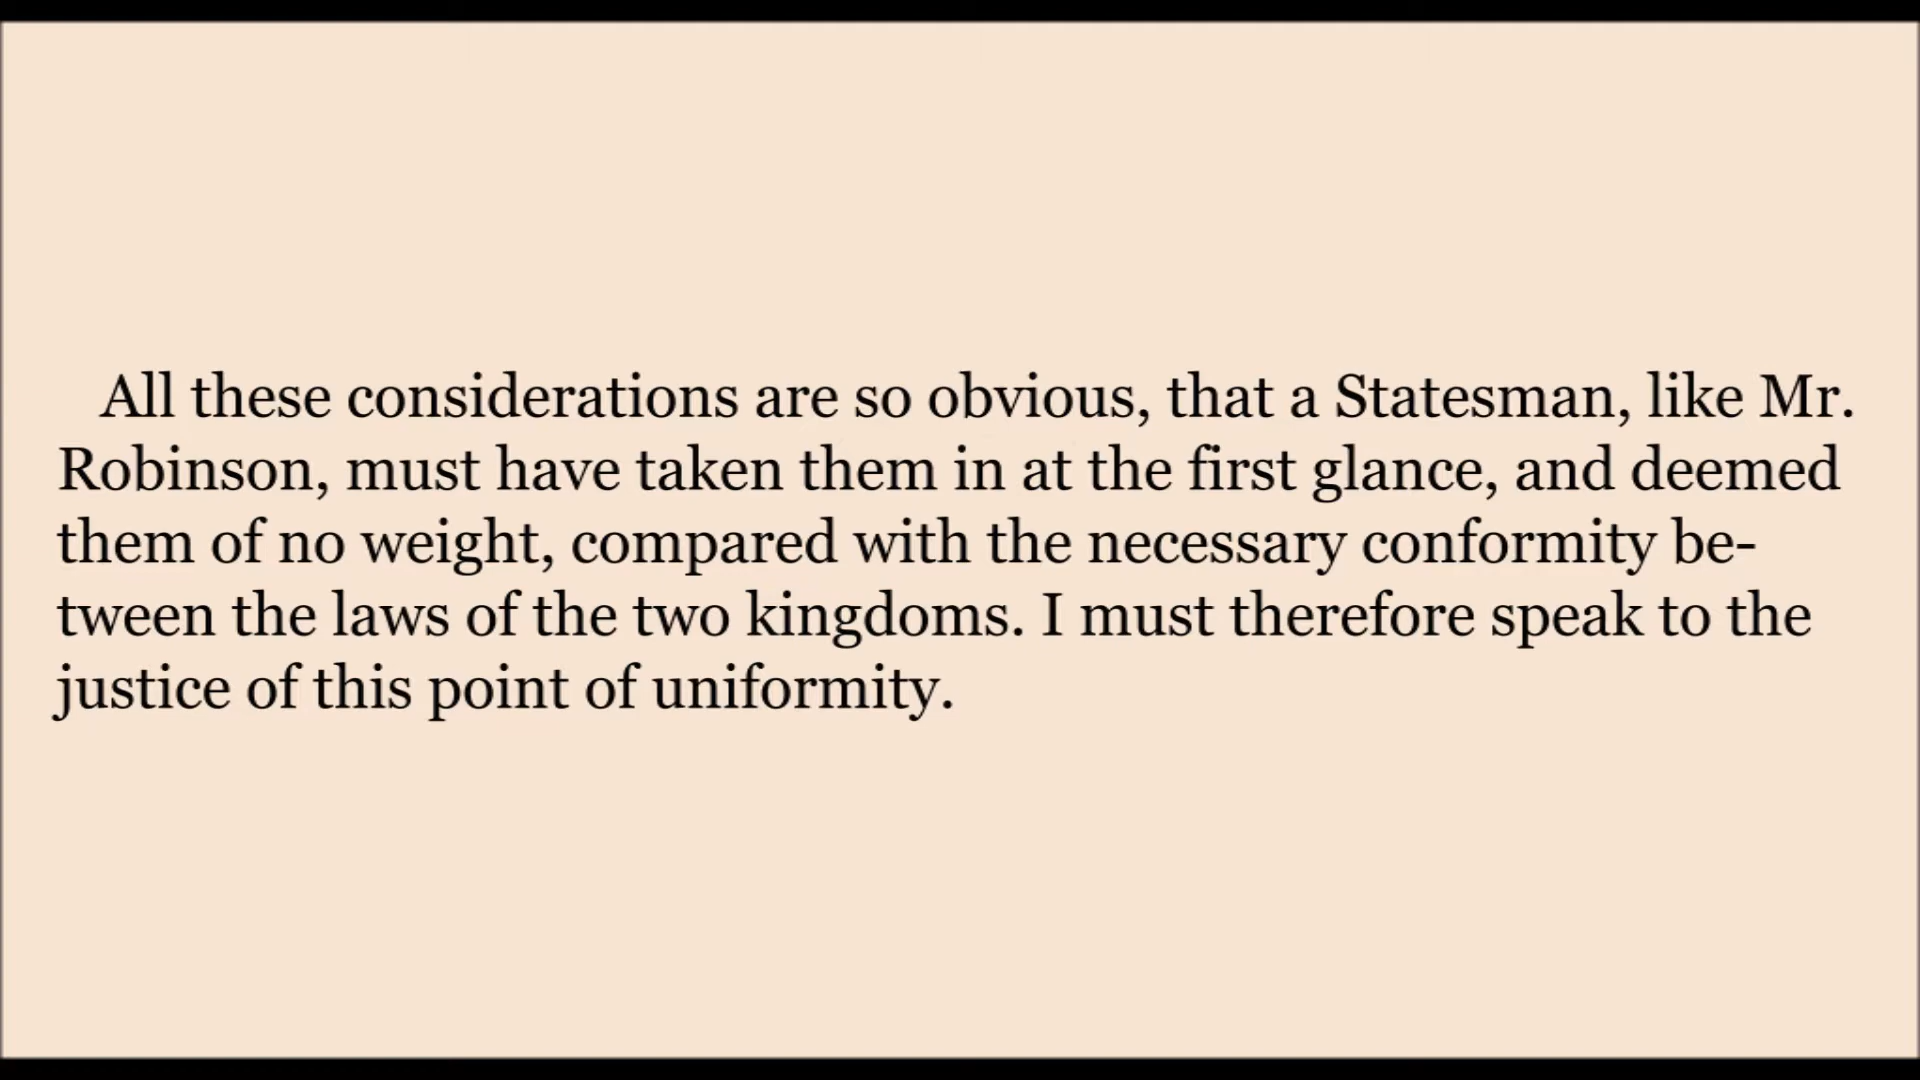 All these considerations are so obvious, that a Statesman, like Mr.
Robinson, must have taken them in at the first glance, and deemed
them of no weight, compared with the necessary conformity be-
tween the laws of the two kingdoms. I must therefore speak to the
justice of this point of uniformity.